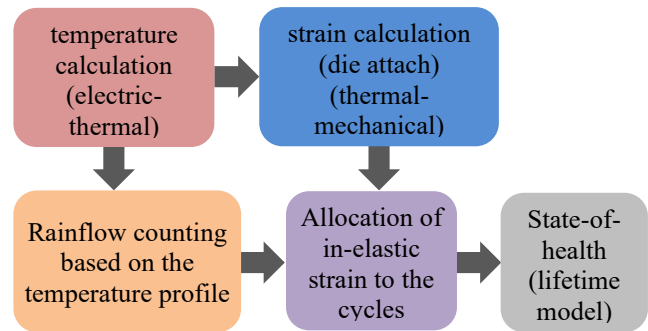 temperature
calculation
(electric-
thermal)
strain calculation
(die attach)
(thermal-
mechanical)
Rainflow counting
based on the
temperature profile
Allocation of
in-elastic
strain to the
cycles
State-of-
health
(lifetime
model)